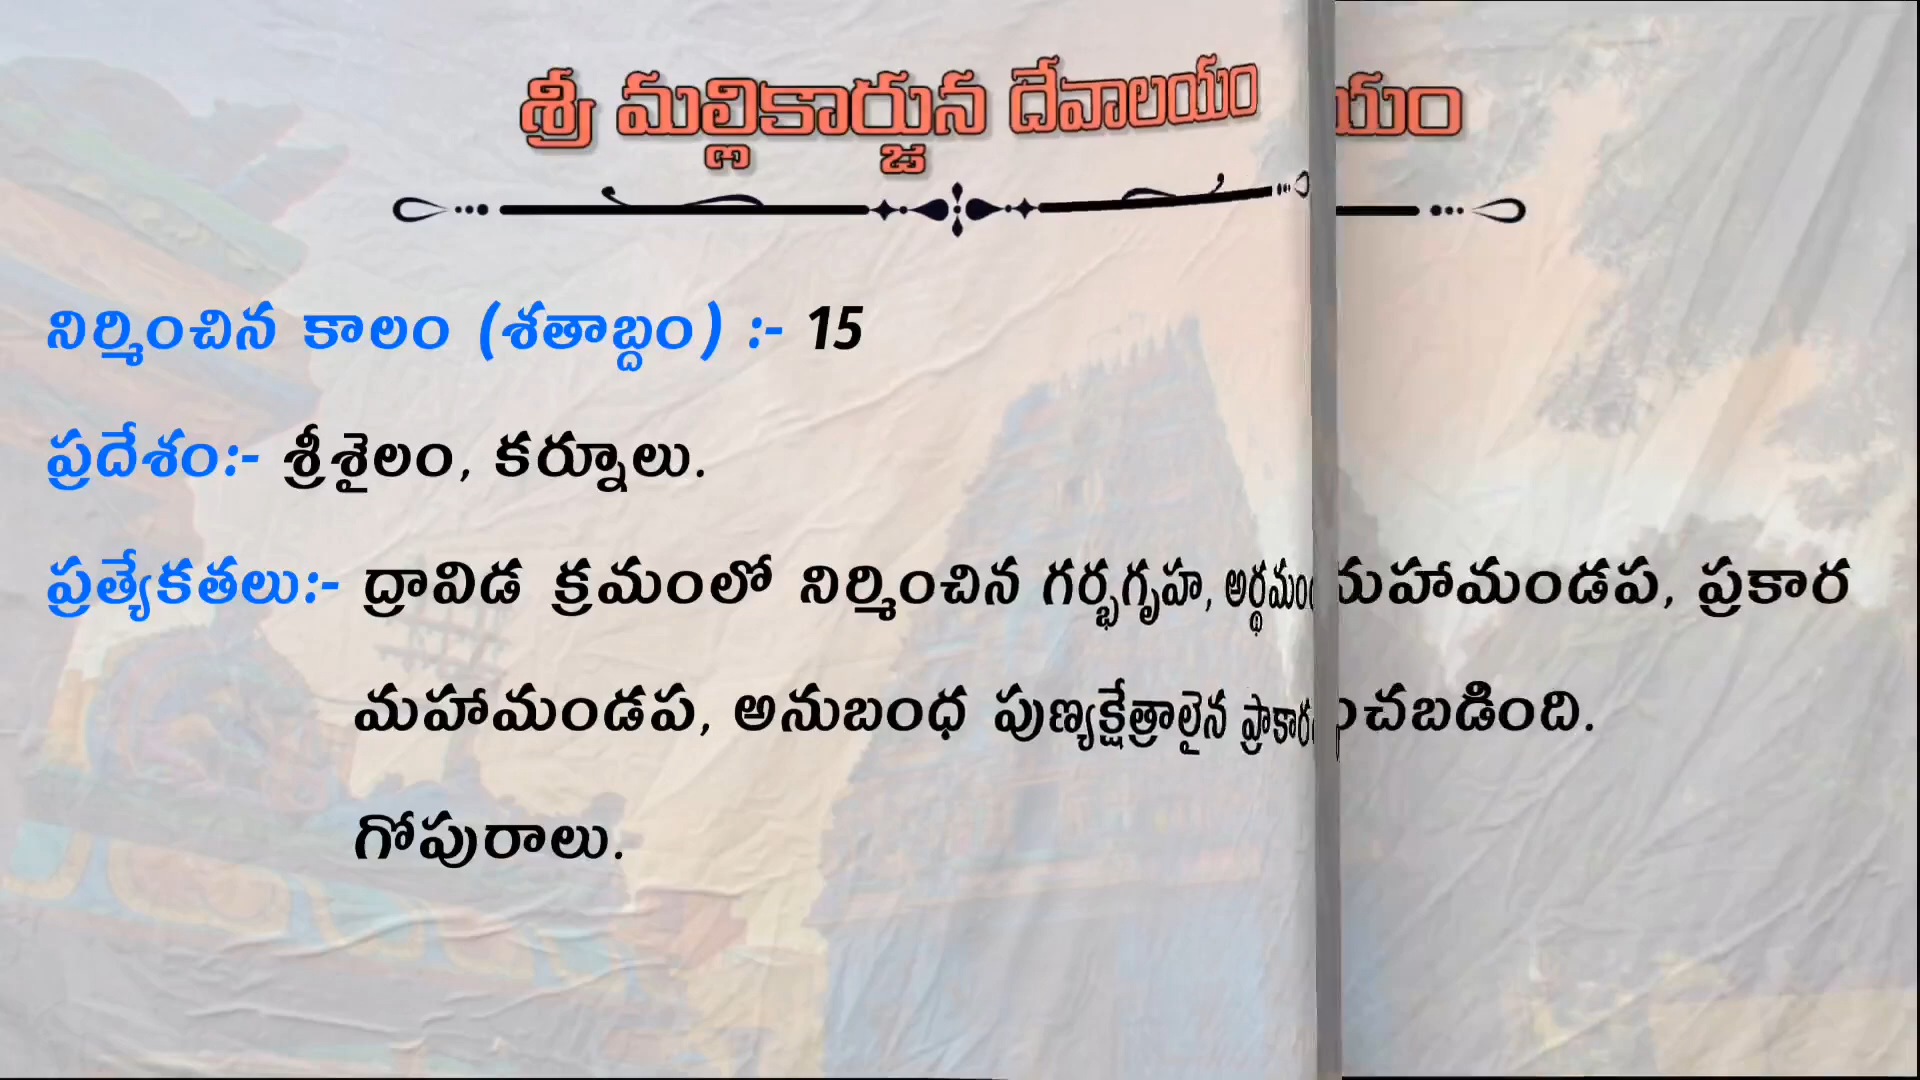 శ్రీ మల్లికార్జున దేవాలయం యం
నిర్మించిన కాలం (శతాబ్దం) :- 15
ప్రదేశం:- శ్రీశైలం, కర్నూలు.
ప్రత్యేకతలు:- ద్రావిడ క్రమంలో నిర్మించిన గర్భగృహ, మహామండప, ప్రకార
మహామండప, అనుబంధ పుణ్యక్షేత్రాలైన చబడింది.
గోపురాలు.